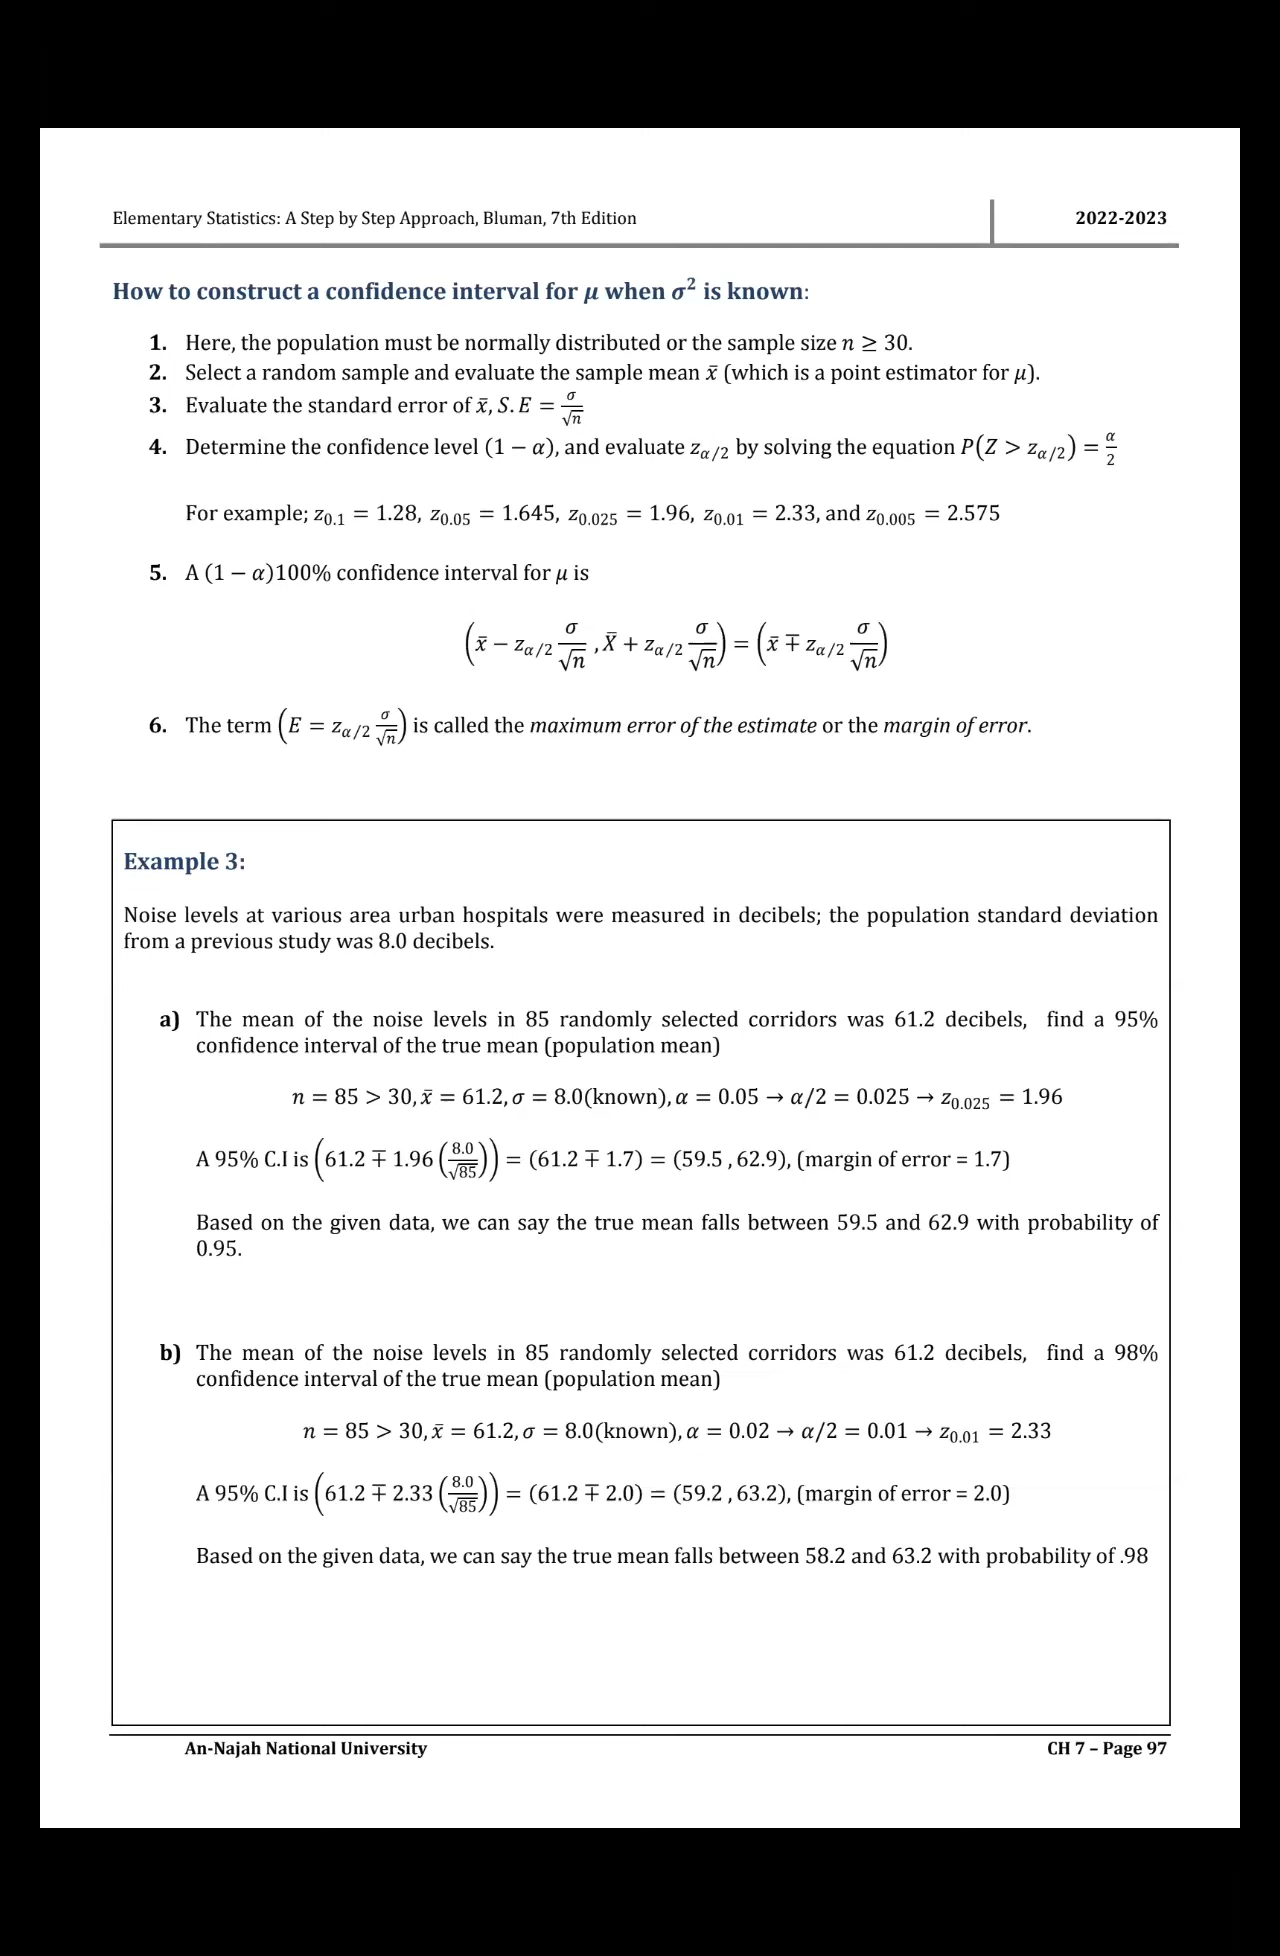 Elementary Statistics: A Step by Step Approach, Bluman, 7th Edition
2022-2023
How to construct a confidence interval for μ when σ² is known:
1. Here, the population must be normally distributed or the sample size n ≥ 30.
2. Select a random sample and evaluate the sample mean x̄ (which is a point estimator for μ).
3. Evaluate the standard error of x̄, S. E = σ/√n
4. Determine the confidence level (1 − α), and evaluate z_{α/2} by solving the equation P(Z > z_{α/2}) = α/2
For example; z_{0.1} = 1.28, z_{0.05} = 1.645, z_{0.025} = 1.96, z_{0.01} = 2.33, and z_{0.005} = 2.575
5. A (1 − α)100% confidence interval for μ is
(x̄ − z_{α/2} σ/√n , X̄ + z_{α/2} σ/√n) = (x̄ ∓ z_{α/2} σ/√n)
6. The term (E = z_{α/2} σ/√n) is called the maximum error of the estimate or the margin of error.
Example 3:
Noise levels at various area urban hospitals were measured in decibels; the population standard deviation
from a previous study was 8.0 decibels.
a) The mean of the noise levels in 85 randomly selected corridors was 61.2 decibels, find a 95%
confidence interval of the true mean (population mean)
n = 85 > 30, x̄ = 61.2, σ = 8.0(known), α = 0.05 → α/2 = 0.025 → z_{0.025} = 1.96
A 95% C.I is (61.2 ∓ 1.96 (8.0/√85)) = (61.2 ∓ 1.7) = (59.5 , 62.9), (margin of error = 1.7)
Based on the given data, we can say the true mean falls between 59.5 and 62.9 with probability of
0.95.
b) The mean of the noise levels in 85 randomly selected corridors was 61.2 decibels, find a 98%
confidence interval of the true mean (population mean)
n = 85 > 30, x̄ = 61.2, σ = 8.0(known), α = 0.02 → α/2 = 0.01 → z_{0.01} = 2.33
A 95% C.I is (61.2 ∓ 2.33 (8.0/√85)) = (61.2 ∓ 2.0) = (59.2 , 63.2), (margin of error = 2.0)
Based on the given data, we can say the true mean falls between 58.2 and 63.2 with probability of .98
An-Najah National University
CH 7 – Page 97